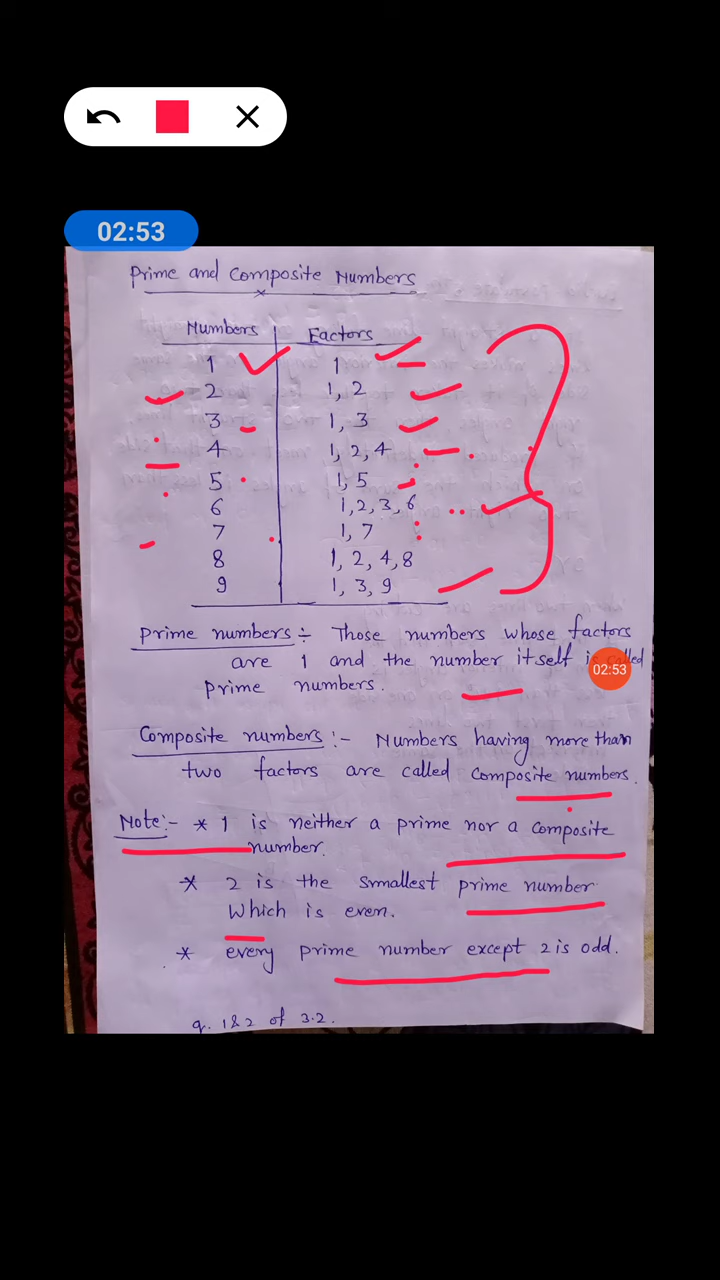 02:53
Prime and Composite Numbers
Numbers Factors
1 1
2 1, 2
3 1, 3
4 1, 2, 4
5 1, 5
6 1, 2, 3, 6
7 1, 7
8 1, 2, 4, 8
9 1, 3, 9
Prime numbers ÷ Those numbers whose factors
are 1 and the number itself is called
02:53
prime numbers.
Composite numbers :- Numbers having more than
two factors are called composite numbers.
Note:- * 1 is neither a prime nor a composite
number.
* 2 is the smallest prime number
which is even.
* every prime number except 2 is odd.
q. 1 & 2 of 3.2.